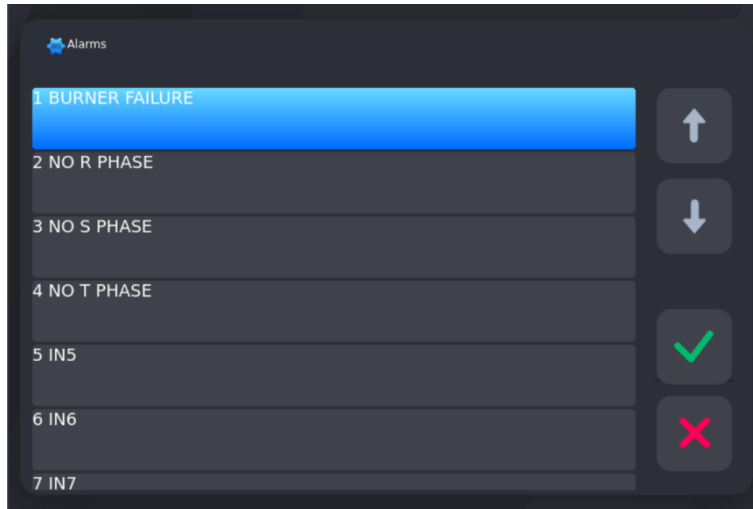 Alarms
1 BURNER FAILURE
2 NO R PHASE
3 NO S PHASE
4 NO T PHASE
5 IN5
6 IN6
7 IN7